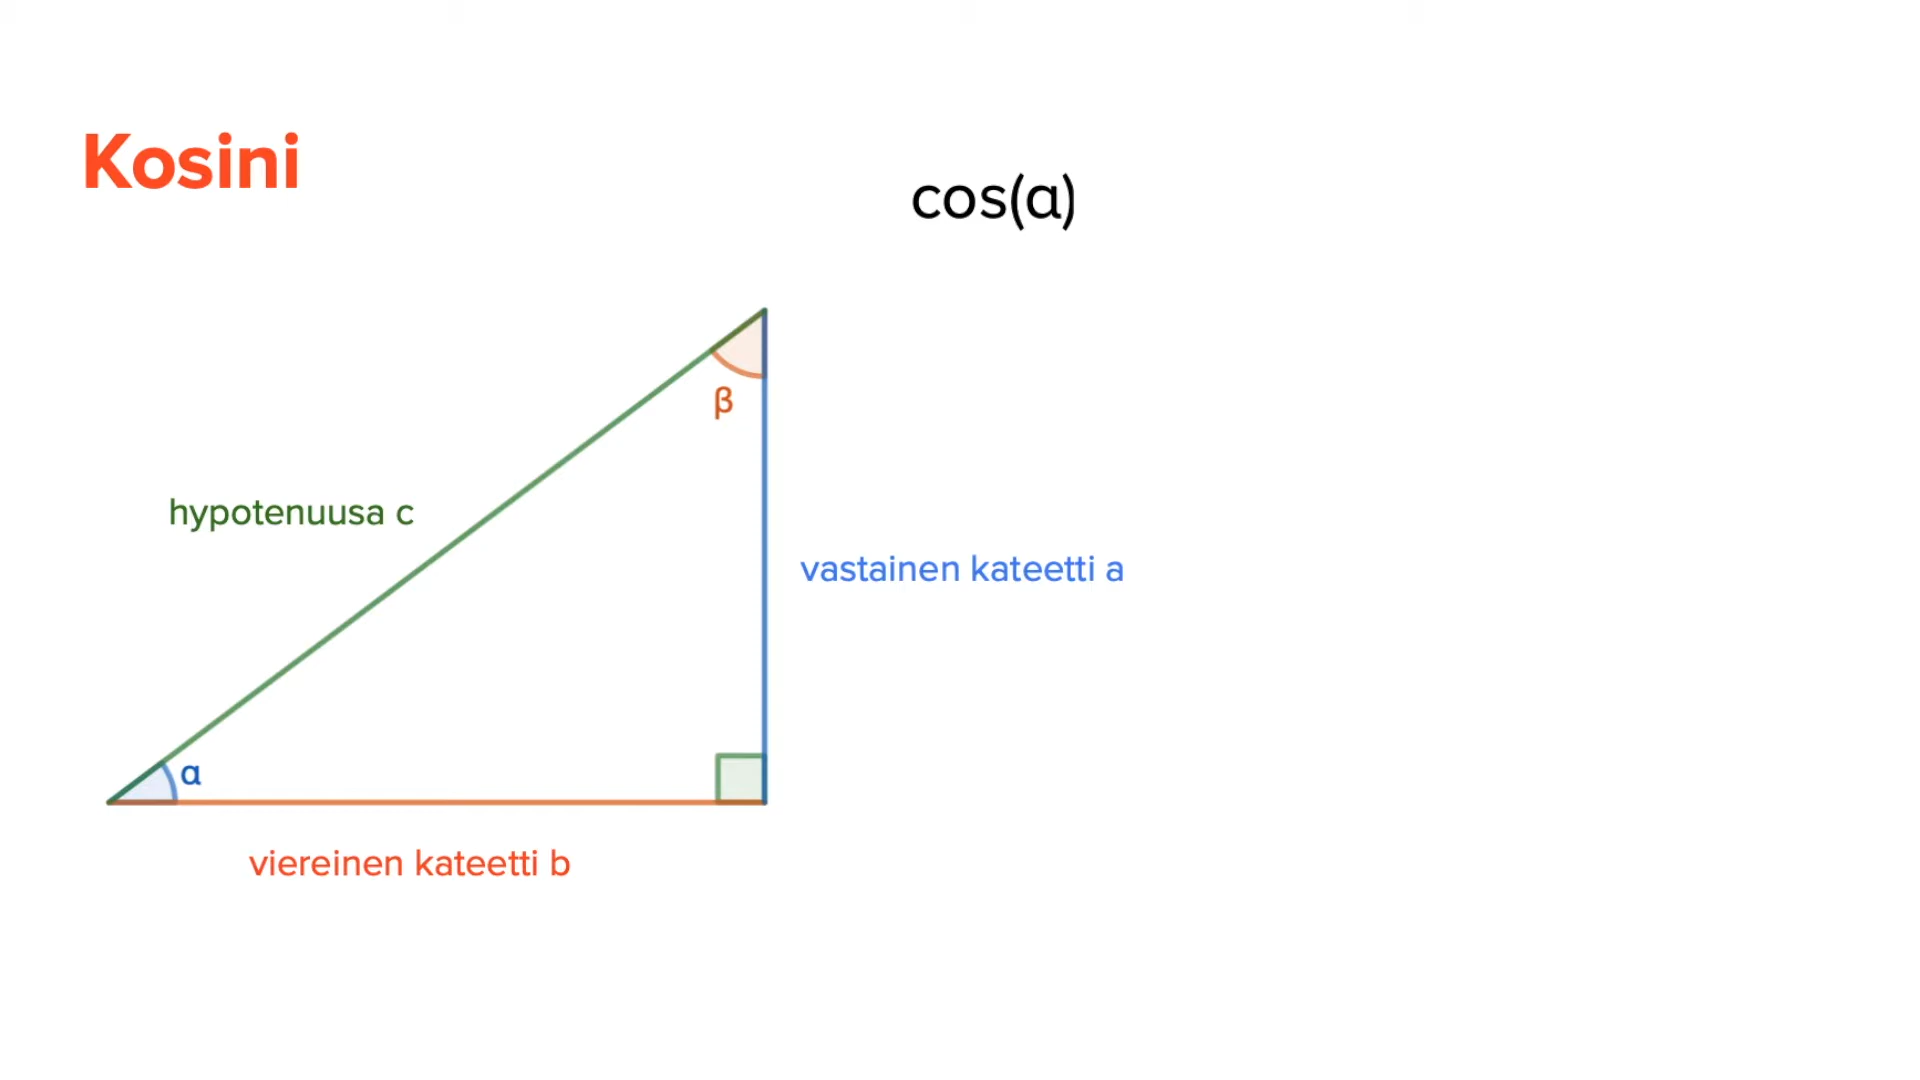 Kosini
cos(α)
β
hypotenuusa c
vastainen kateetti a
α
viereinen kateetti b